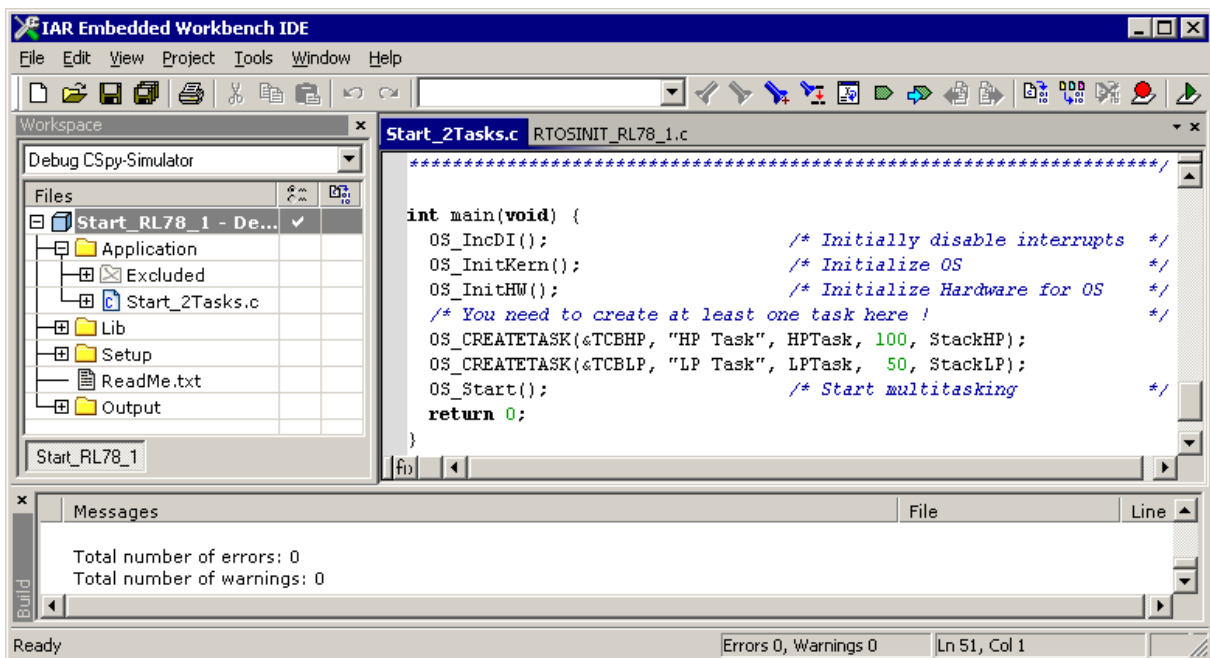 IAR Embedded Workbench IDE
File Edit View Project Tools Window Help
Workspace
Debug CSpy-Simulator
Files
Start_RL78_1 - De...
Application
Excluded
Start_2Tasks.c
Lib
Setup
ReadMe.txt
Output
Start_RL78_1
Start_2Tasks.c RTOSINIT_RL78_1.c
**********************************************************************/
int main(void) {
OS_IncDI(); /* Initially disable interrupts */
OS_InitKern(); /* Initialize OS */
OS_InitHW(); /* Initialize Hardware for OS */
/* You need to create at least one task here ! */
OS_CREATETASK(&TCBHP, "HP Task", HPTask, 100, StackHP);
OS_CREATETASK(&TCBLP, "LP Task", LPTask, 50, StackLP);
OS_Start(); /* Start multitasking */
return 0;
}
Messages File Line
Total number of errors: 0
Total number of warnings: 0
Build
Ready Errors 0, Warnings 0 Ln 51, Col 1